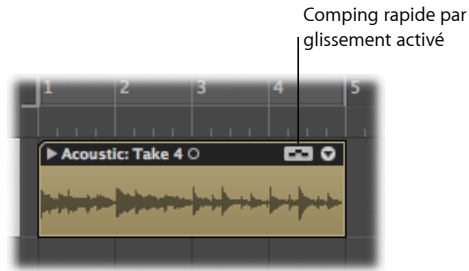 Comping rapide par
glissement activé
1 2 3 4 5
Acoustic: Take 4